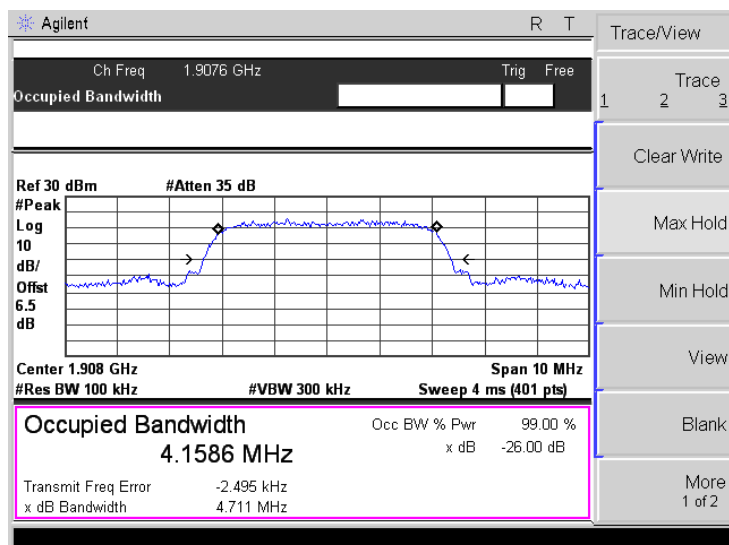 Agilent R T
Trace/View
Ch Freq 1.9076 GHz Trig Free
Occupied Bandwidth
Trace
1 2 3
Clear Write
Max Hold
Min Hold
View
Blank
More
1 of 2
Ref 30 dBm #Atten 35 dB
#Peak
Log
10
dB/
Offst
6.5
dB
Center 1.908 GHz Span 10 MHz
#Res BW 100 kHz #VBW 300 kHz Sweep 4 ms (401 pts)
Occupied Bandwidth Occ BW % Pwr 99.00 %
4.1586 MHz x dB -26.00 dB
Transmit Freq Error -2.495 kHz
x dB Bandwidth 4.711 MHz